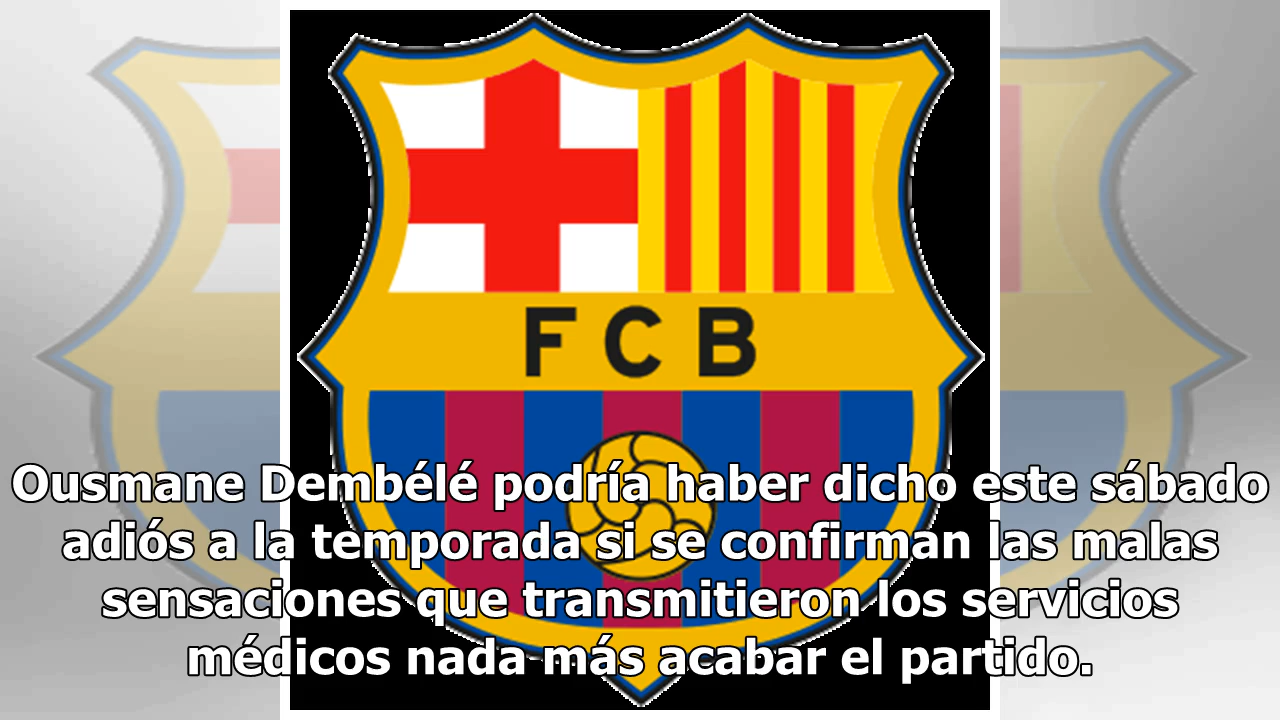 FCB
Ousmane Dembélé podría haber dicho este sábado
adiós a la temporada si se confirman las malas
sensaciones que transmitieron los servicios
médicos nada más acabar el partido.